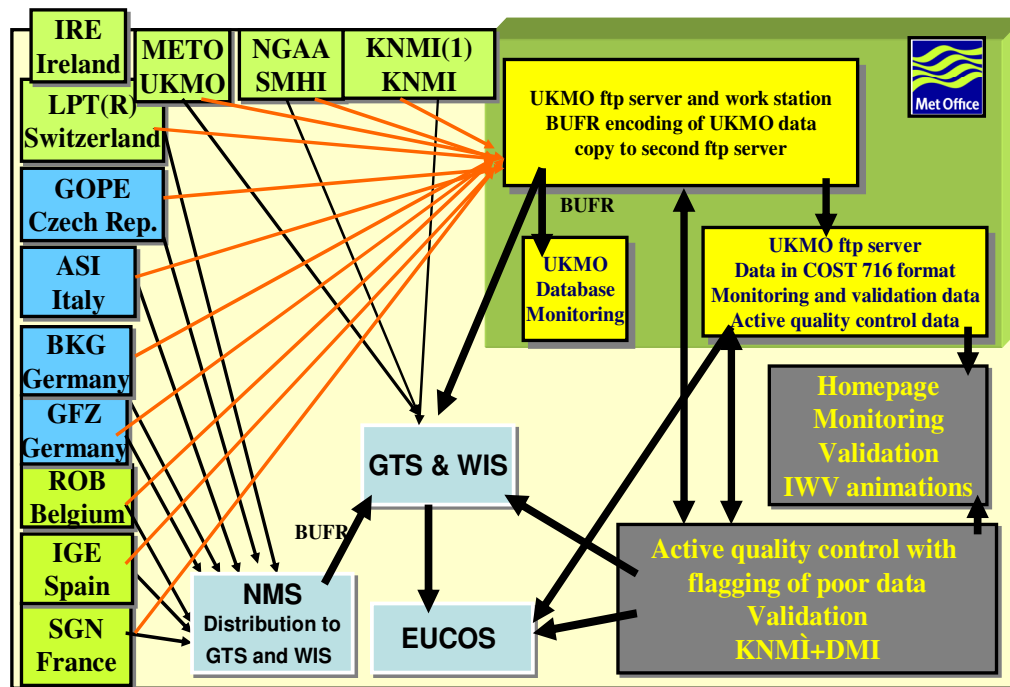 IRE
Ireland
METO
UKMO
NGAA
SMHI
KNMI(1)
KNMI
LPT(R)
Switzerland
GOPE
Czech Rep.
ASI
Italy
BKG
Germany
GFZ
Germany
ROB
Belgium
IGE
Spain
SGN
France
UKMO ftp server and work station
BUFR encoding of UKMO data
copy to second ftp server
Met Office
BUFR
UKMO
Database
Monitoring
UKMO ftp server
Data in COST 716 format
Monitoring and validation data
Active quality control data
Homepage
Monitoring
Validation
IWV animations
GTS & WIS
BUFR
NMS
Distribution to
GTS and WIS
EUCOS
Active quality control with
flagging of poor data
Validation
KNMÌ+DMI